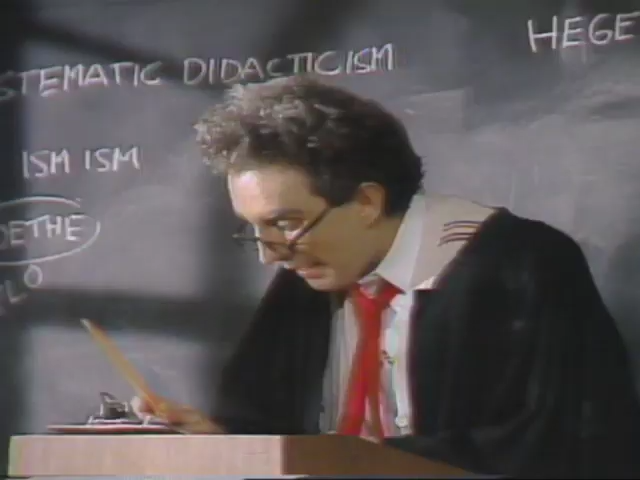 HEGE
STEMATIC DIDACTICISM
ISM ISM
OETHE
LO